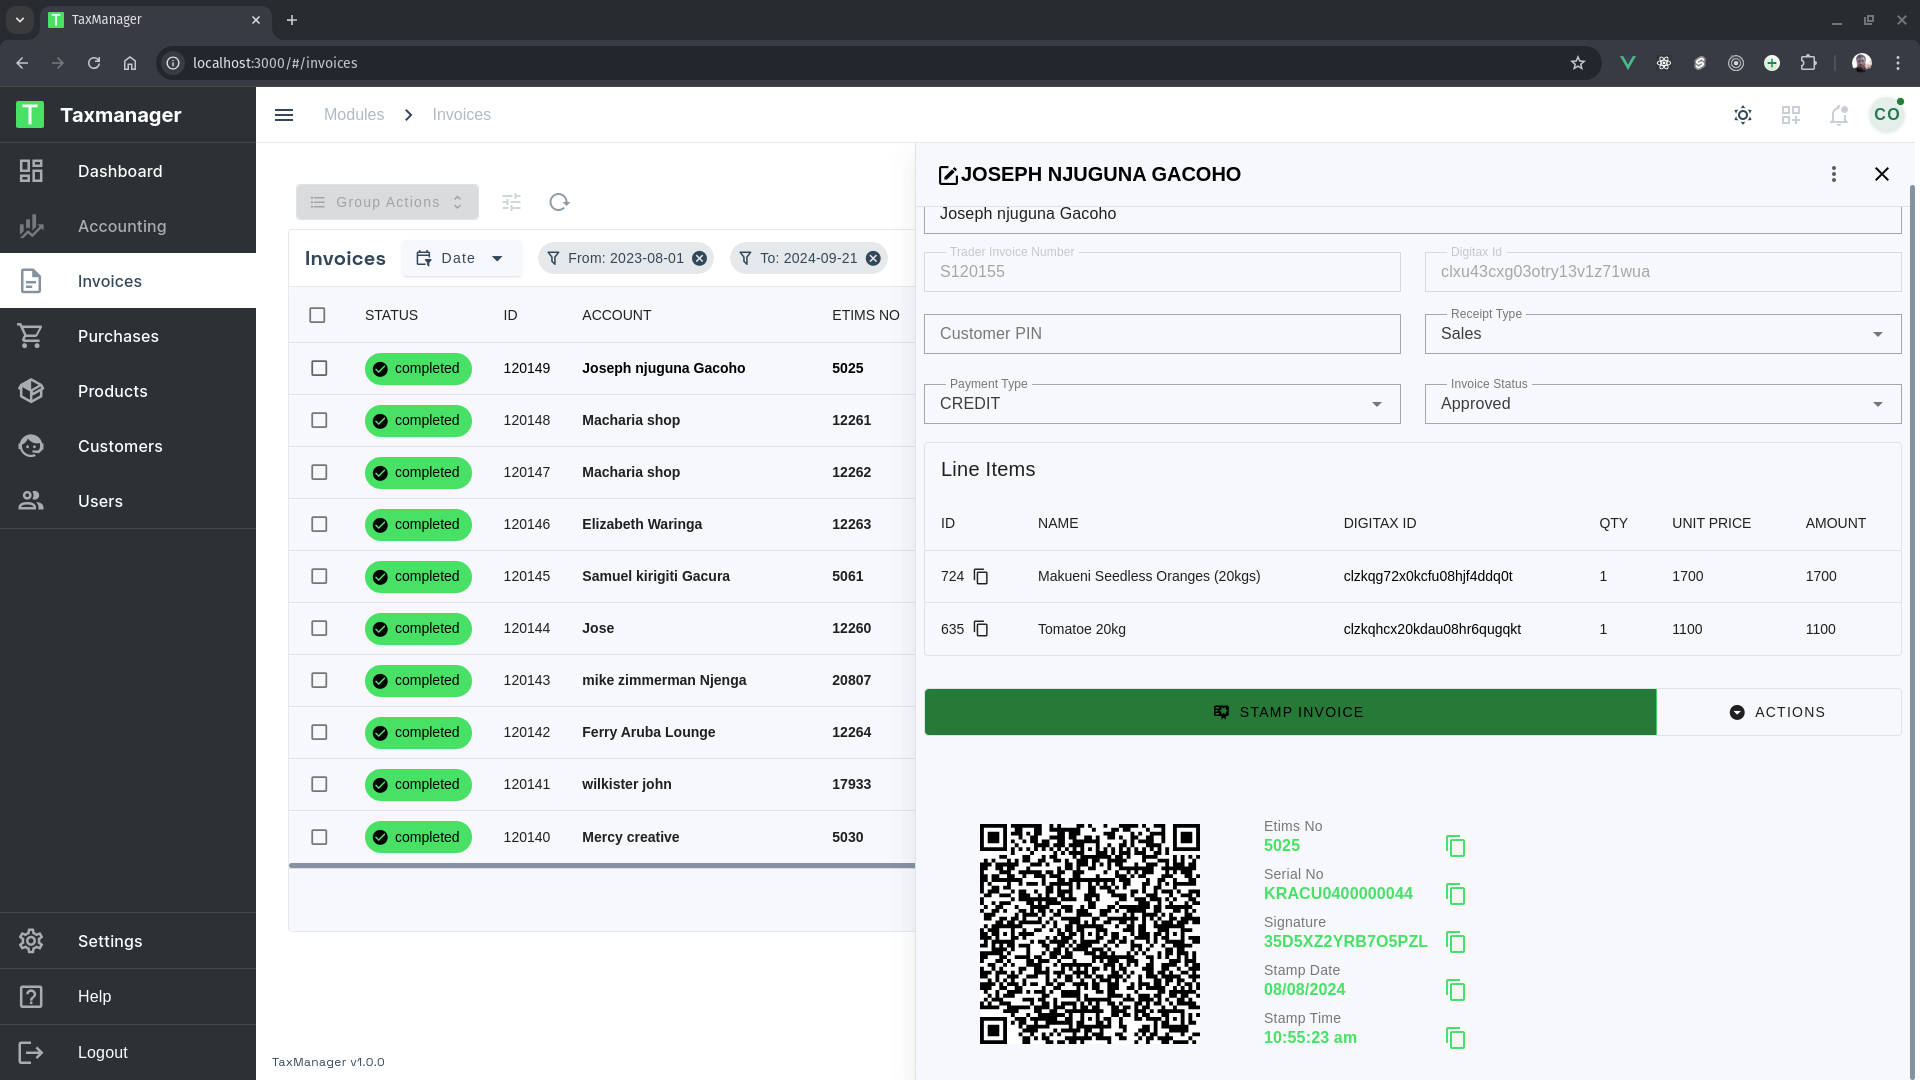 TaxManager
localhost:3000/#/invoices
Taxmanager
Modules > Invoices
CO
Dashboard
Accounting
Invoices
Purchases
Products
Customers
Users
Settings
Help
Logout
Group Actions
Invoices Date From: 2023-08-01 To: 2024-09-21
STATUS ID ACCOUNT ETIMS NO
completed 120149 Joseph njuguna Gacoho 5025
completed 120148 Macharia shop 12261
completed 120147 Macharia shop 12262
completed 120146 Elizabeth Waringa 12263
completed 120145 Samuel kirigiti Gacura 5061
completed 120144 Jose 12260
completed 120143 mike zimmerman Njenga 20807
completed 120142 Ferry Aruba Lounge 12264
completed 120141 wilkister john 17933
completed 120140 Mercy creative 5030
TaxManager v1.0.0
JOSEPH NJUGUNA GACOHO
Joseph njuguna Gacoho
Trader Invoice Number
S120155
Digitax Id
clxu43cxg03otry13v1z71wua
Customer PIN
Receipt Type
Sales
Payment Type
CREDIT
Invoice Status
Approved
Line Items
ID NAME DIGITAX ID QTY UNIT PRICE AMOUNT
724 Makueni Seedless Oranges (20kgs) clzkqg72x0kcfu08hjf4ddq0t 1 1700 1700
635 Tomatoe 20kg clzkqhcx20kdau08hr6qugqkt 1 1100 1100
STAMP INVOICE
ACTIONS
Etims No
5025
Serial No
KRACU0400000044
Signature
35D5XZ2YRB7O5PZL
Stamp Date
08/08/2024
Stamp Time
10:55:23 am